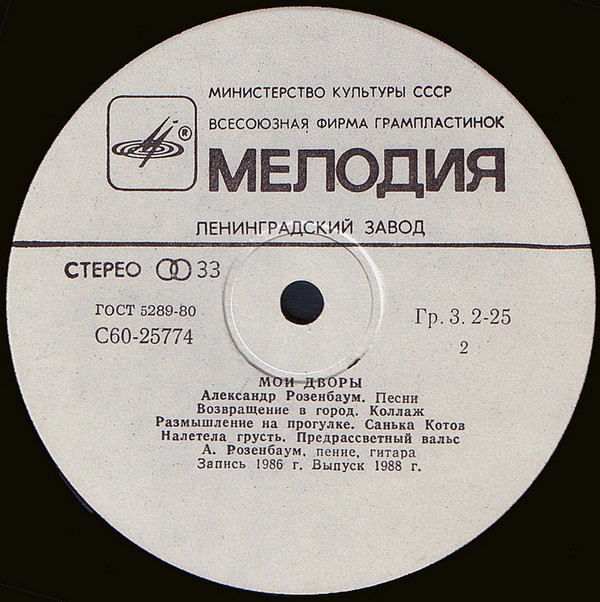 МИНИСТЕРСТВО КУЛЬТУРЫ СССР
ВСЕСОЮЗНАЯ ФИРМА ГРАМПЛАСТИНОК
®
МЕЛОДИЯ
ЛЕНИНГРАДСКИЙ ЗАВОД
СТЕРЕО 33
ГОСТ 5289-80
С60-25774
Гр. 3. 2-25
2
МОИ ДВОРЫ
Александр Розенбаум. Песни
Возвращение в город. Коллаж
Размышление на прогулке. Санька Котов
Налетела грусть. Предрассветный вальс
А. Розенбаум, пение, гитара
Запись 1986 г. Выпуск 1988 г.